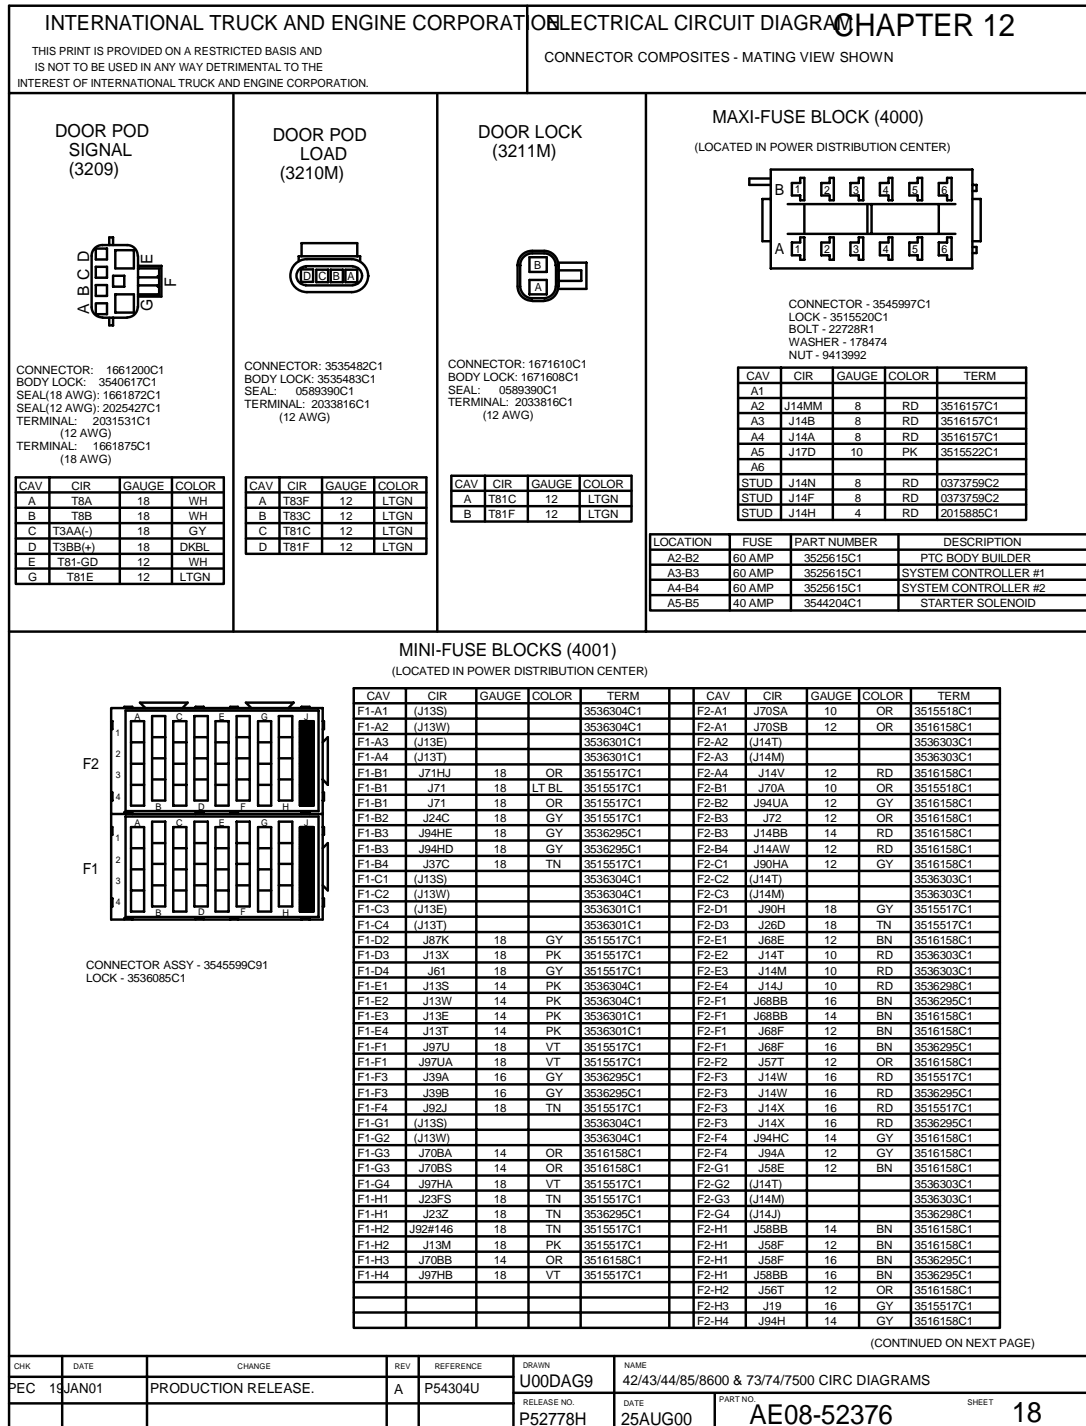 INTERNATIONAL TRUCK AND ENGINE CORPORATION
THIS PRINT IS PROVIDED ON A RESTRICTED BASIS AND
IS NOT TO BE USED IN ANY WAY DETRIMENTAL TO THE
INTEREST OF INTERNATIONAL TRUCK AND ENGINE CORPORATION.
ELECTRICAL CIRCUIT DIAGRAM
CHAPTER 12
CONNECTOR COMPOSITES - MATING VIEW SHOWN
DOOR POD
SIGNAL
(3209)
A B C D
E
F
G
CONNECTOR: 1661200C1
BODY LOCK: 3540617C1
SEAL(18 AWG): 1661872C1
SEAL(12 AWG): 2025427C1
TERMINAL: 2031531C1
(12 AWG)
TERMINAL: 1661875C1
(18 AWG)
CAV CIR GAUGE COLOR
A T8A 18 WH
B T8B 18 WH
C T3AA(-) 18 GY
D T3BB(+) 18 DKBL
E T81-GD 12 WH
G T81E 12 LTGN
DOOR POD
LOAD
(3210M)
D C B A
CONNECTOR: 3535482C1
BODY LOCK: 3535483C1
SEAL: 0589390C1
TERMINAL: 2033816C1
(12 AWG)
CAV CIR GAUGE COLOR
A T83F 12 LTGN
B T83C 12 LTGN
C T81C 12 LTGN
D T81F 12 LTGN
DOOR LOCK
(3211M)
B
A
CONNECTOR: 1671610C1
BODY LOCK: 1671608C1
SEAL: 0589390C1
TERMINAL: 2033816C1
(12 AWG)
CAV CIR GAUGE COLOR
A T81C 12 LTGN
B T81F 12 LTGN
MAXI-FUSE BLOCK (4000)
(LOCATED IN POWER DISTRIBUTION CENTER)
B 1 2 3 4 5 6
A 1 2 3 4 5 6
CONNECTOR - 3545997C1
LOCK - 3515520C1
BOLT - 22728R1
WASHER - 178474
NUT - 9413992
CAV CIR GAUGE COLOR TERM
A1
A2 J14MM 8 RD 3516157C1
A3 J14B 8 RD 3516157C1
A4 J14A 8 RD 3516157C1
A5 J17D 10 PK 3515522C1
A6
STUD J14N 8 RD 0373759C2
STUD J14F 8 RD 0373759C2
STUD J14H 4 RD 2015885C1
LOCATION FUSE PART NUMBER DESCRIPTION
A2-B2 60 AMP 3525615C1 PTC BODY BUILDER
A3-B3 60 AMP 3525615C1 SYSTEM CONTROLLER #1
A4-B4 60 AMP 3525615C1 SYSTEM CONTROLLER #2
A5-B5 40 AMP 3544204C1 STARTER SOLENOID
MINI-FUSE BLOCKS (4001)
(LOCATED IN POWER DISTRIBUTION CENTER)
F2
A C E G J
1
2
3
4
B D F H
F1
A C E G J
1
2
3
4
B D F H
CONNECTOR ASSY - 3545599C91
LOCK - 3536085C1
CAV CIR GAUGE COLOR TERM
F1-A1 (J13S) 3536304C1
F1-A2 (J13W) 3536304C1
F1-A3 (J13E) 3536301C1
F1-A4 (J13T) 3536301C1
F1-B1 J71HJ 18 OR 3515517C1
F1-B1 J71 18 LT BL 3515517C1
F1-B1 J71 18 OR 3515517C1
F1-B2 J24C 18 GY 3515517C1
F1-B3 J94HE 18 GY 3536295C1
F1-B3 J94HD 18 GY 3536295C1
F1-B4 J37C 18 TN 3515517C1
F1-C1 (J13S) 3536304C1
F1-C2 (J13W) 3536304C1
F1-C3 (J13E) 3536301C1
F1-C4 (J13T) 3536301C1
F1-D2 J87K 18 GY 3515517C1
F1-D3 J13X 18 PK 3515517C1
F1-D4 J61 18 GY 3515517C1
F1-E1 J13S 14 PK 3536304C1
F1-E2 J13W 14 PK 3536304C1
F1-E3 J13E 14 PK 3536301C1
F1-E4 J13T 14 PK 3536301C1
F1-F1 J97U 18 VT 3515517C1
F1-F1 J97UA 18 VT 3515517C1
F1-F3 J39A 16 GY 3536295C1
F1-F3 J39B 16 GY 3536295C1
F1-F4 J92J 18 TN 3515517C1
F1-G1 (J13S) 3536304C1
F1-G2 (J13W) 3536304C1
F1-G3 J70BA 14 OR 3516158C1
F1-G3 J70BS 14 OR 3516158C1
F1-G4 J97HA 18 VT 3515517C1
F1-H1 J23FS 18 TN 3515517C1
F1-H1 J23Z 18 TN 3536295C1
F1-H2 J92#146 18 TN 3515517C1
F1-H2 J13M 18 PK 3515517C1
F1-H3 J70BB 14 OR 3516158C1
F1-H4 J97HB 18 VT 3515517C1
CAV CIR GAUGE COLOR TERM
F2-A1 J70SA 10 OR 3515518C1
F2-A1 J70SB 12 OR 3516158C1
F2-A2 (J14T) 3536303C1
F2-A3 (J14M) 3536303C1
F2-A4 J14V 12 RD 3516158C1
F2-B1 J70A 10 OR 3515518C1
F2-B2 J94UA 12 GY 3516158C1
F2-B3 J72 12 OR 3516158C1
F2-B3 J14BB 14 RD 3516158C1
F2-B4 J14AW 12 RD 3516158C1
F2-C1 J90HA 12 GY 3516158C1
F2-C2 (J14T) 3536303C1
F2-C3 (J14M) 3536303C1
F2-D1 J90H 18 GY 3515517C1
F2-D3 J26D 18 TN 3515517C1
F2-E1 J68E 12 BN 3516158C1
F2-E2 J14T 10 RD 3536303C1
F2-E3 J14M 10 RD 3536303C1
F2-E4 J14J 10 RD 3536298C1
F2-F1 J68BB 16 BN 3536295C1
F2-F1 J68BB 14 BN 3516158C1
F2-F1 J68F 12 BN 3516158C1
F2-F1 J68F 16 BN 3536295C1
F2-F2 J57T 12 OR 3516158C1
F2-F3 J14W 16 RD 3515517C1
F2-F3 J14W 16 RD 3536295C1
F2-F3 J14X 16 RD 3515517C1
F2-F3 J14X 16 RD 3536295C1
F2-F4 J94HC 14 GY 3516158C1
F2-F4 J94A 12 GY 3516158C1
F2-G1 J58E 12 BN 3516158C1
F2-G2 (J14T) 3536303C1
F2-G3 (J14M) 3536303C1
F2-G4 (J14J) 3536298C1
F2-H1 J58BB 14 BN 3516158C1
F2-H1 J58F 12 BN 3516158C1
F2-H1 J58F 16 BN 3536295C1
F2-H1 J58BB 16 BN 3536295C1
F2-H2 J56T 12 OR 3516158C1
F2-H3 J19 16 GY 3515517C1
F2-H4 J94H 14 GY 3516158C1
(CONTINUED ON NEXT PAGE)
CHK DATE CHANGE REV REFERENCE
PEC 19JAN01 PRODUCTION RELEASE. A P54304U
DRAWN
U00DAG9
NAME
42/43/44/85/8600 & 73/74/7500 CIRC DIAGRAMS
RELEASE NO.
P52778H
DATE
25AUG00
PART NO.
AE08-52376
SHEET
18